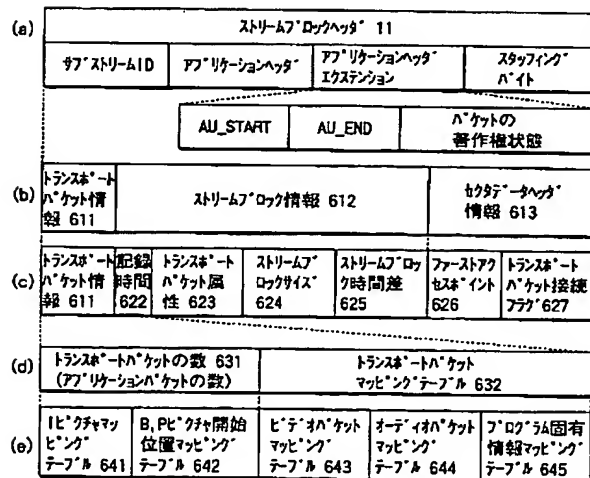 (a)
ストリームブロックヘッダ 11
サブストリームID
アプリケーションヘッダ
アプリケーションヘッダ
エクステンション
スタッフィング
バイト
AU_START
AU_END
パケットの
著作権状態
(b)
トランスポート
パケット情
報 611
ストリームブロック情報 612
セクタデータヘッダ
情報 613
(c)
トランスポート
パケット情
報 611
記録
時間
622
トランスポート
パケット属
性 623
ストリームブ
ロックサイズ
624
ストリームブロッ
ク時間差
625
ファーストアク
セスポイント
626
トランスポート
パケット接続
フラグ627
(d)
トランスポートパケットの数 631
(アプリケーションパケットの数)
トランスポートパケット
マッピングテーブル 632
(e)
Iピクチャマッ
ピング
テーブル 641
B,Pピクチャ開始
位置マッピング
テーブル 642
ビデオパケット
マッピング
テーブル 643
オーディオパケット
マッピング
テーブル 644
プログラム固有
情報マッピング
テーブル 645